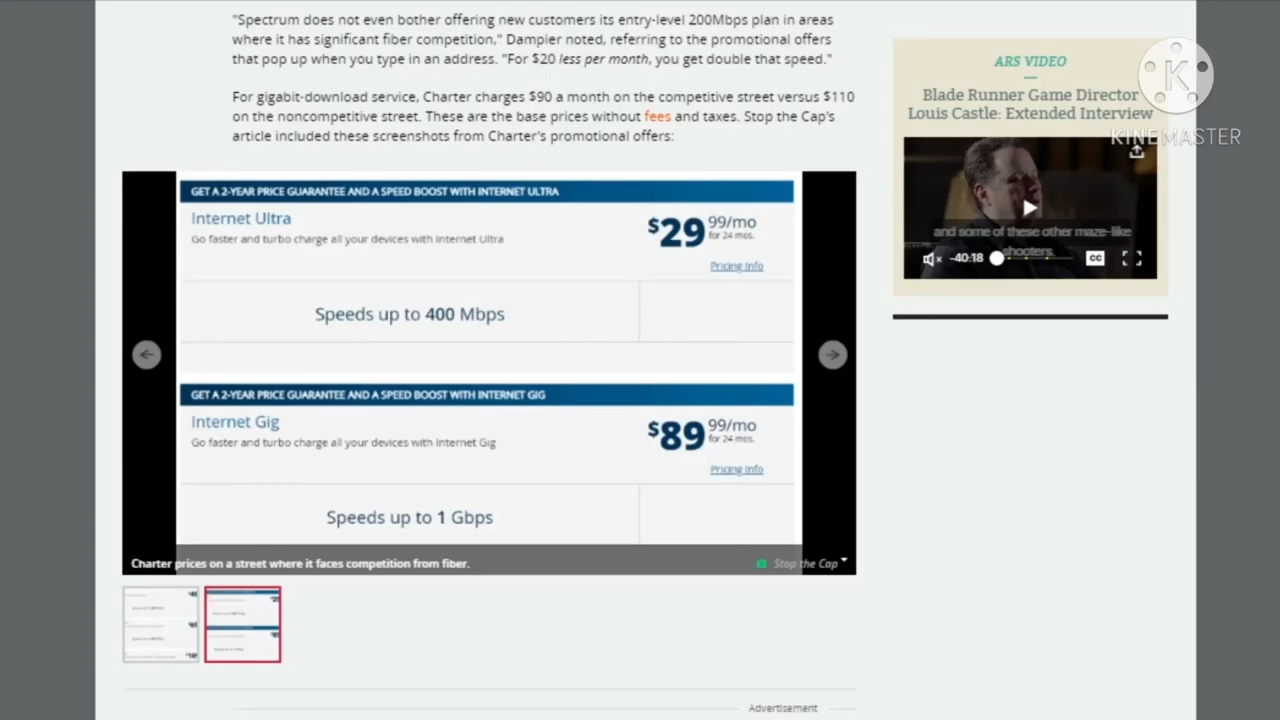 "Spectrum does not even bother offering new customers its entry-level 200Mbps plan in areas
where it has significant fiber competition," Dampier noted, referring to the promotional offers
that pop up when you type in an address. "For $20 less per month, you get double that speed."
For gigabit-download service, Charter charges $90 a month on the competitive street versus $110
on the noncompetitive street. These are the base prices without fees and taxes. Stop the Cap's
article included these screenshots from Charter's promotional offers:
GET A 2-YEAR PRICE GUARANTEE AND A SPEED BOOST WITH INTERNET ULTRA
Internet Ultra
Go faster and turbo charge all your devices with Internet Ultra
$29 99/mo
for 24 mos.
Pricing Info
Speeds up to 400 Mbps
GET A 2-YEAR PRICE GUARANTEE AND A SPEED BOOST WITH INTERNET GIG
Internet Gig
Go faster and turbo charge all your devices with Internet Gig
$89 99/mo
for 24 mos.
Pricing Info
Speeds up to 1 Gbps
Charter prices on a street where it faces competition from fiber.
Stop the Cap
Advertisement
ARS VIDEO
Blade Runner Game Director
Louis Castle: Extended Interview
K
KINEMASTER
and some of these other maze-like
shooters.
-40:18
CC